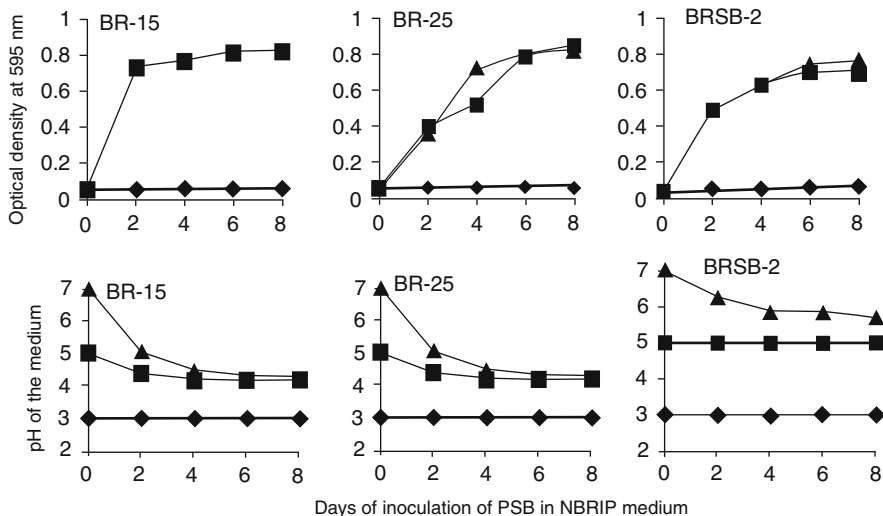 BR-15 BR-25 BRSB-2
1 1 1
0.8 0.8 0.8
0.6 0.6 0.6
0.4 0.4 0.4
0.2 0.2 0.2
0 0 0
0 2 4 6 8 0 2 4 6 8 0 2 4 6 8
Optical density at 595 nm
BR-15 BR-25 BRSB-2
7 7 7
6 6 6
5 5 5
4 4 4
3 3 3
2 2 2
0 2 4 6 8 0 2 4 6 8 0 2 4 6 8
pH of the medium
Days of inoculation of PSB in NBRIP medium